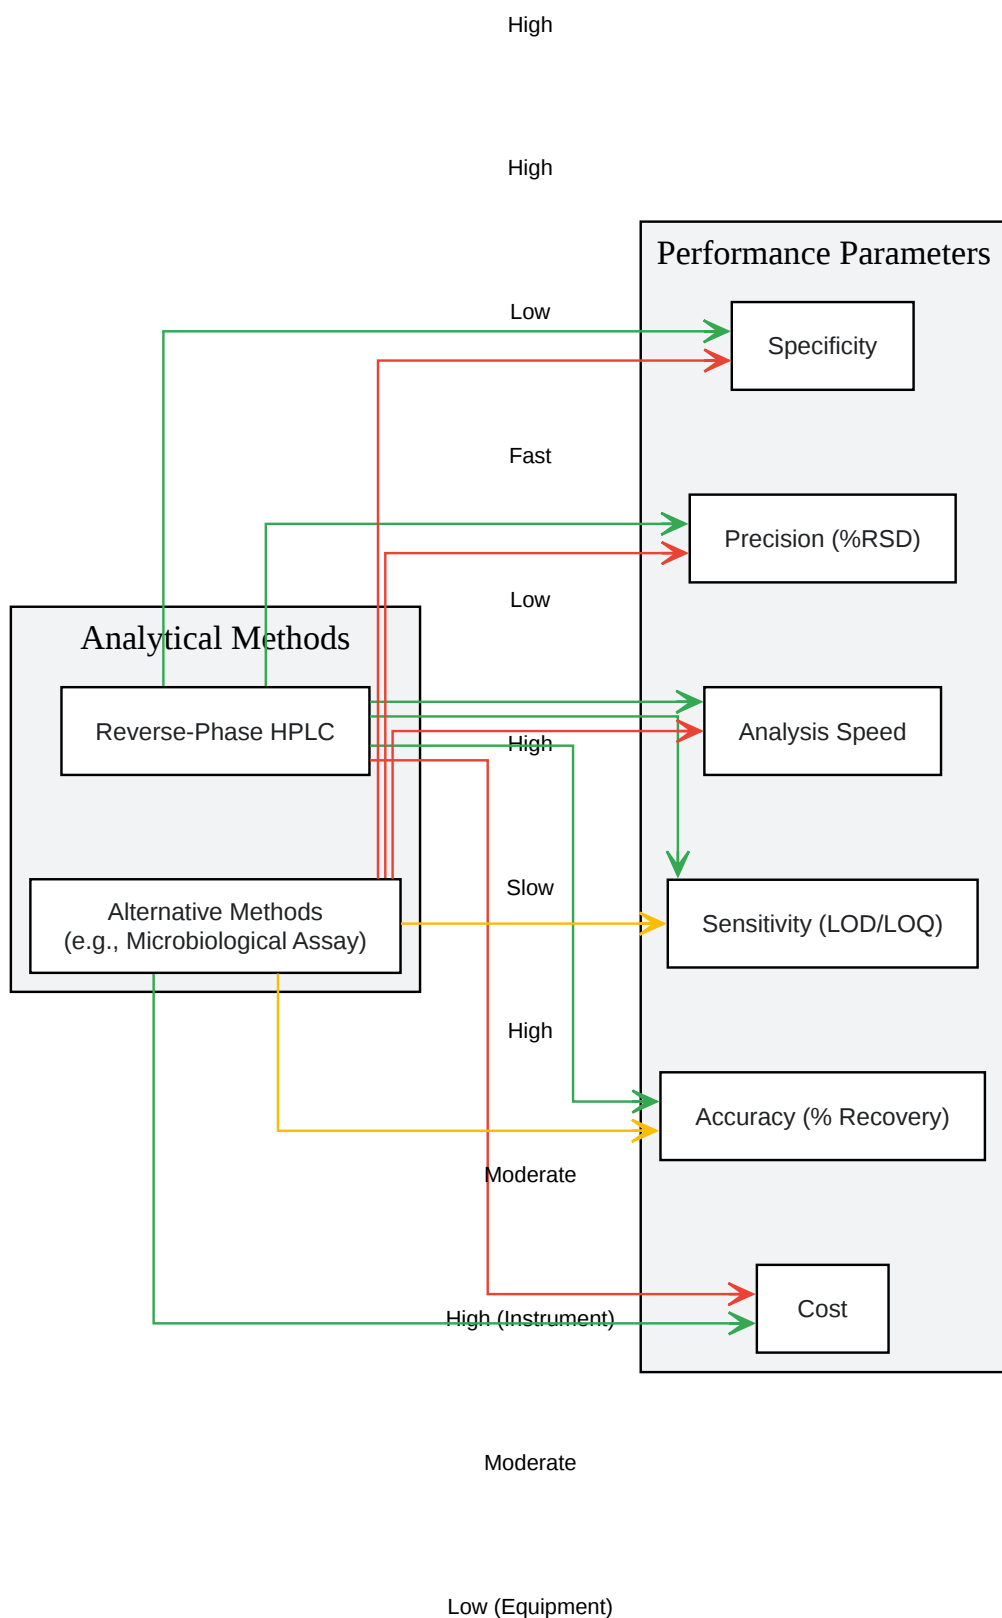 High
High
Performance Parameters
Low
Specificity
Fast
Precision (%RSD)
Low
Analytical Methods
Reverse-Phase HPLC
High
Analysis Speed
Slow
Alternative Methods
(e.g., Microbiological Assay)
Sensitivity (LOD/LOQ)
High
Accuracy (% Recovery)
Moderate
Cost
High (Instrument)
Moderate
Low (Equipment)